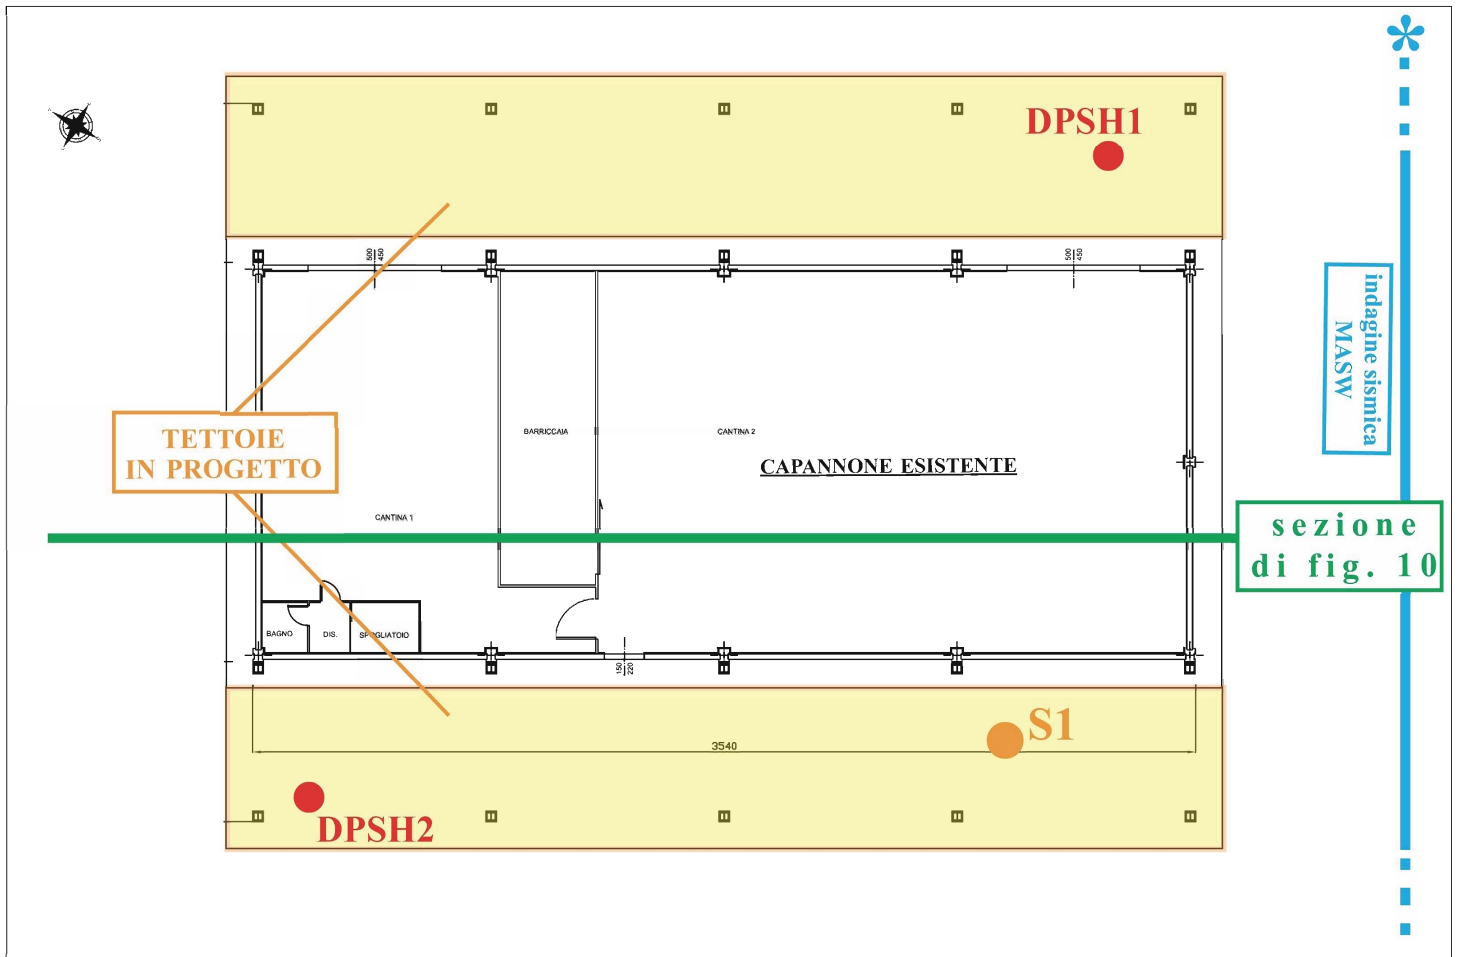 DPSH1
500
450
500
450
indagine sismica
MASW
TETTOIE
IN PROGETTO
BARRICCAIA
CANTINA 2
CAPANNONE ESISTENTE
CANTINA 1
sezione
di fig. 10
BAGNO
DIS.
SPOGLIATOIO
150
220
S1
3540
DPSH2